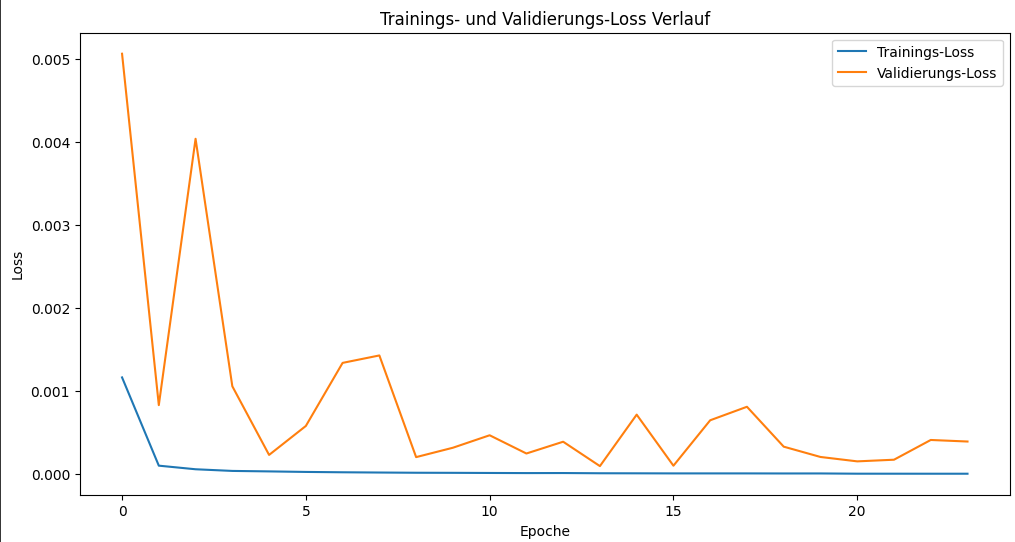 Trainings- und Validierungs-Loss Verlauf
Trainings-Loss
Validierungs-Loss
0.005
0.004
0.003
0.002
0.001
0.000
Loss
0
5
10
15
20
Epoche